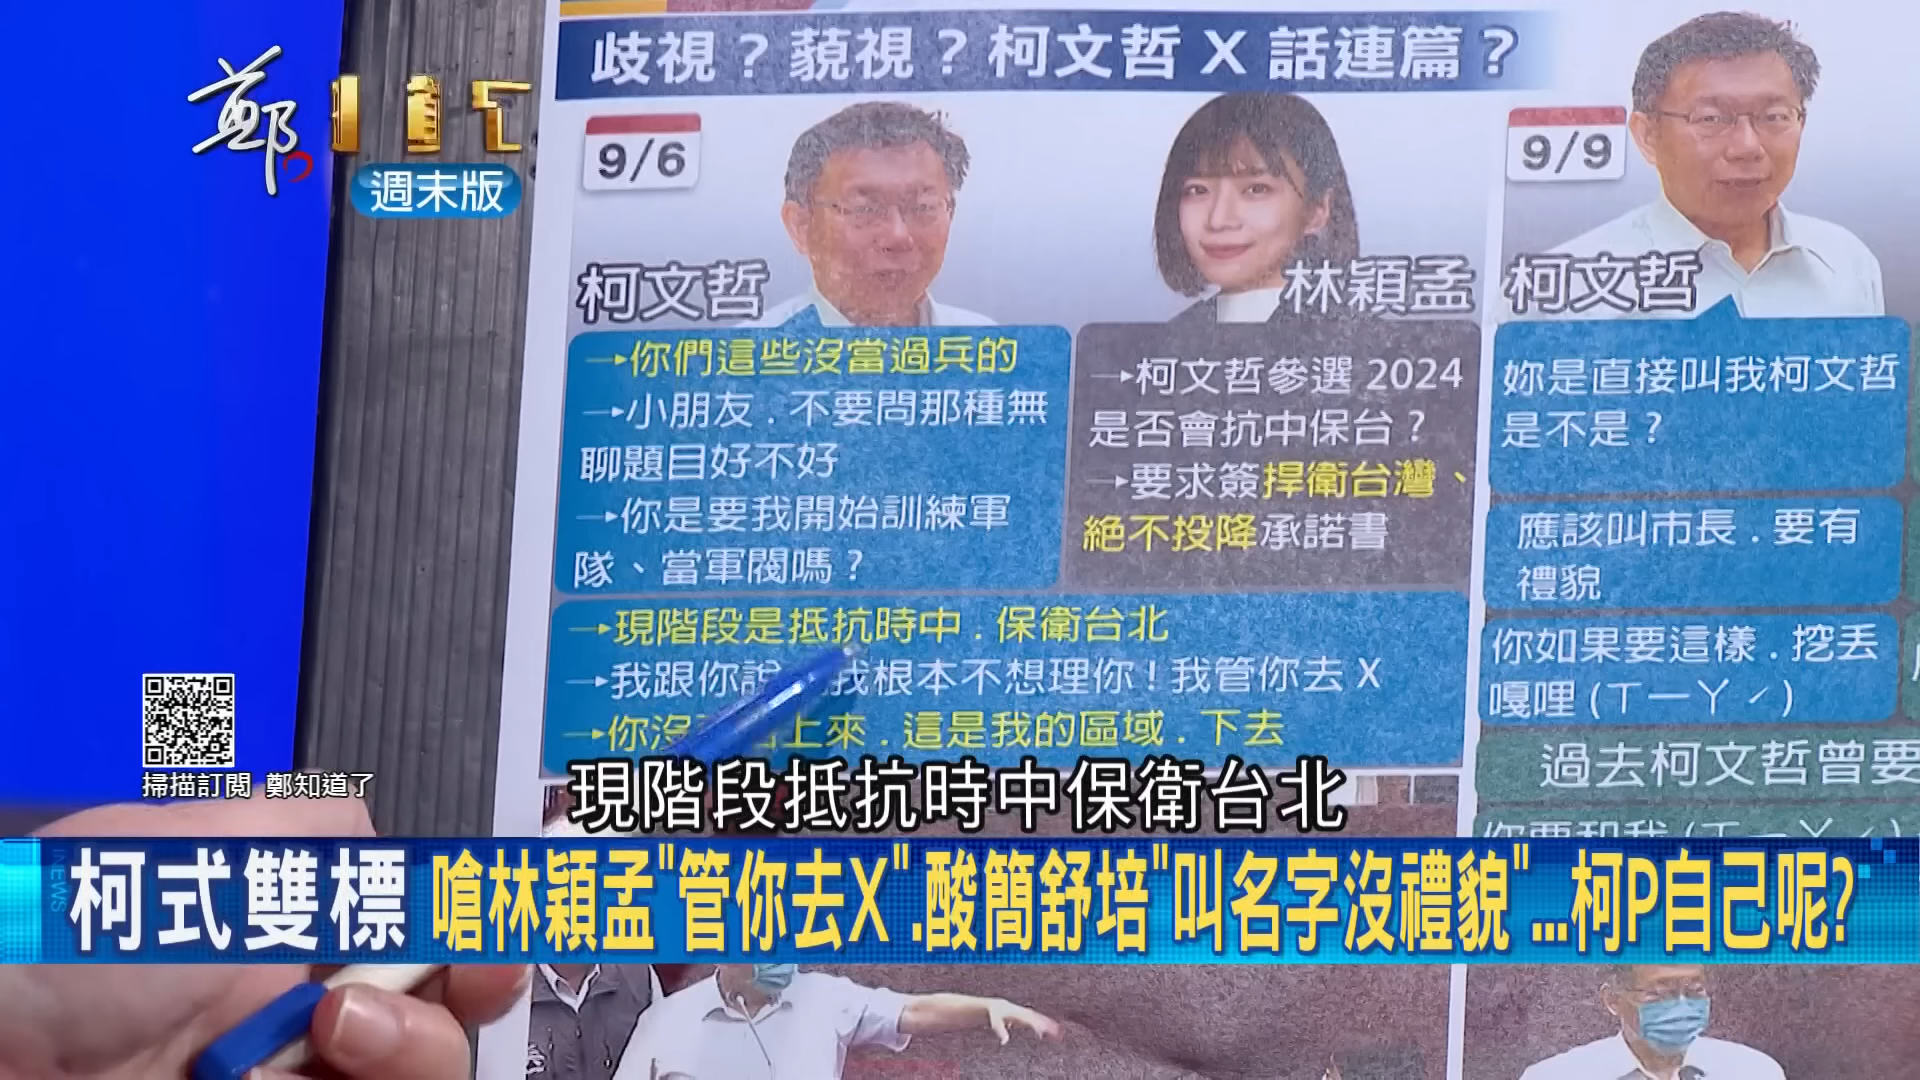 歧視？藐視？柯文哲 X 話連篇？
鄭
週末版
9/6
柯文哲
林穎孟
→你們這些沒當過兵的
→小朋友．不要問那種無
聊題目好不好
→你是要我開始訓練軍
隊、當軍閥嗎？
→柯文哲參選 2024
是否會抗中保台？
→要求簽捍衛台灣、
絕不投降承諾書
→現階段是抵抗時中．保衛台北
→我跟你說 我根本不想理你！我管你去 X
→你沒 上來．這是我的區域．下去
9/9
柯文哲
妳是直接叫我柯文哲
是不是？
應該叫市長．要有
禮貌
你如果要這樣．挖丟
嘎哩 (ㄒㄧㄚˊ)
過去柯文哲曾要
掃描訂閱 鄭知道了
現階段抵抗時中保衛台北
INEWS
柯式雙標
嗆林穎孟"管你去X".酸簡舒培"叫名字沒禮貌"...柯P自己呢?